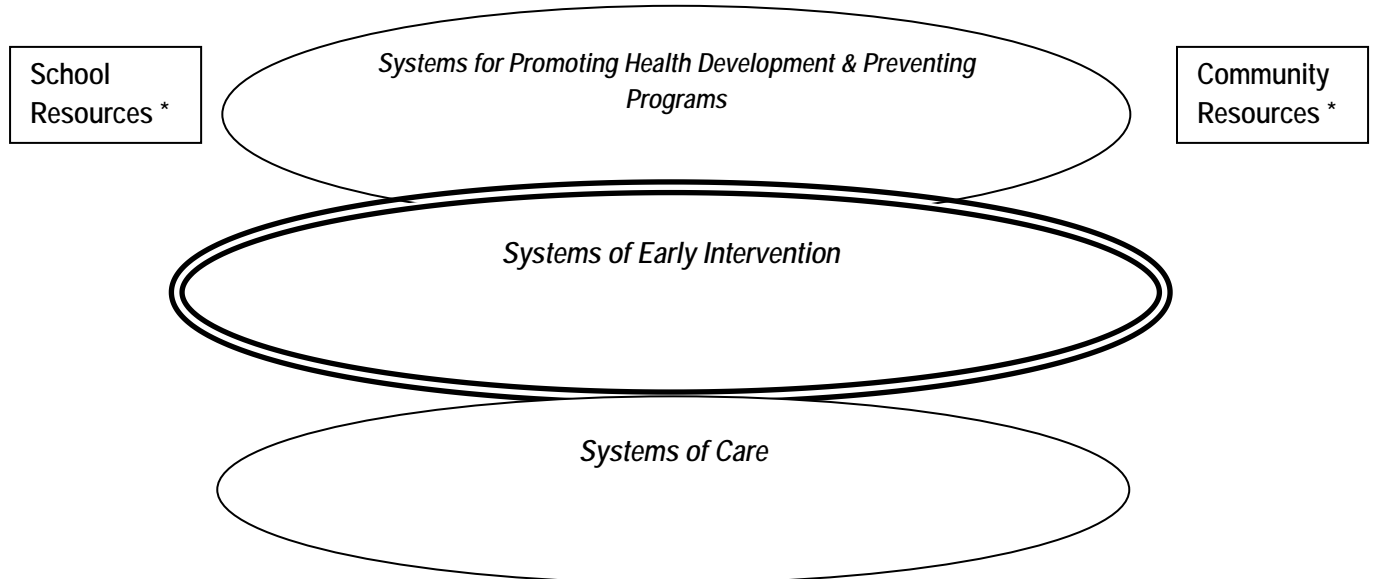 School
Resources *
Systems for Promoting Health Development & Preventing
Programs
Community
Resources *
Systems of Early Intervention
Systems of Care